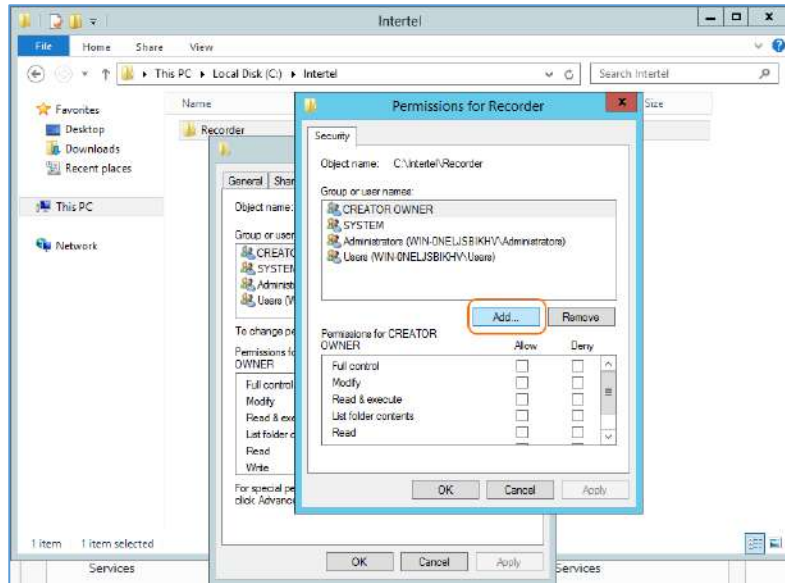 Intertel
File Home Share View
This PC Local Disk (C:) Intertel
Search Intertel
Favorites
Desktop
Downloads
Recent places
This PC
Network
Name
Size
Recorder
General Shar
Object name:
Group or user
CREATO
SYSTEM
Administ
Users (W
To change pe
Permissions fo
OWNER
Full control
Modify
Read & exe
List folder c
Read
Write
For special pe
click Advanc
OK Cancel Apply
Permissions for Recorder
Security
Object name: C:\Intertel\Recorder
Group or user names:
CREATOR OWNER
SYSTEM
Administrators (WIN-0NELJSBIKHV\Administrators)
Users (WIN-0NELJSBIKHV\Users)
Add... Remove
Permissions for CREATOR
OWNER Allow Deny
Full control
Modify
Read & execute
List folder contents
Read
OK Cancel Apply
1 item 1 item selected
Services Services